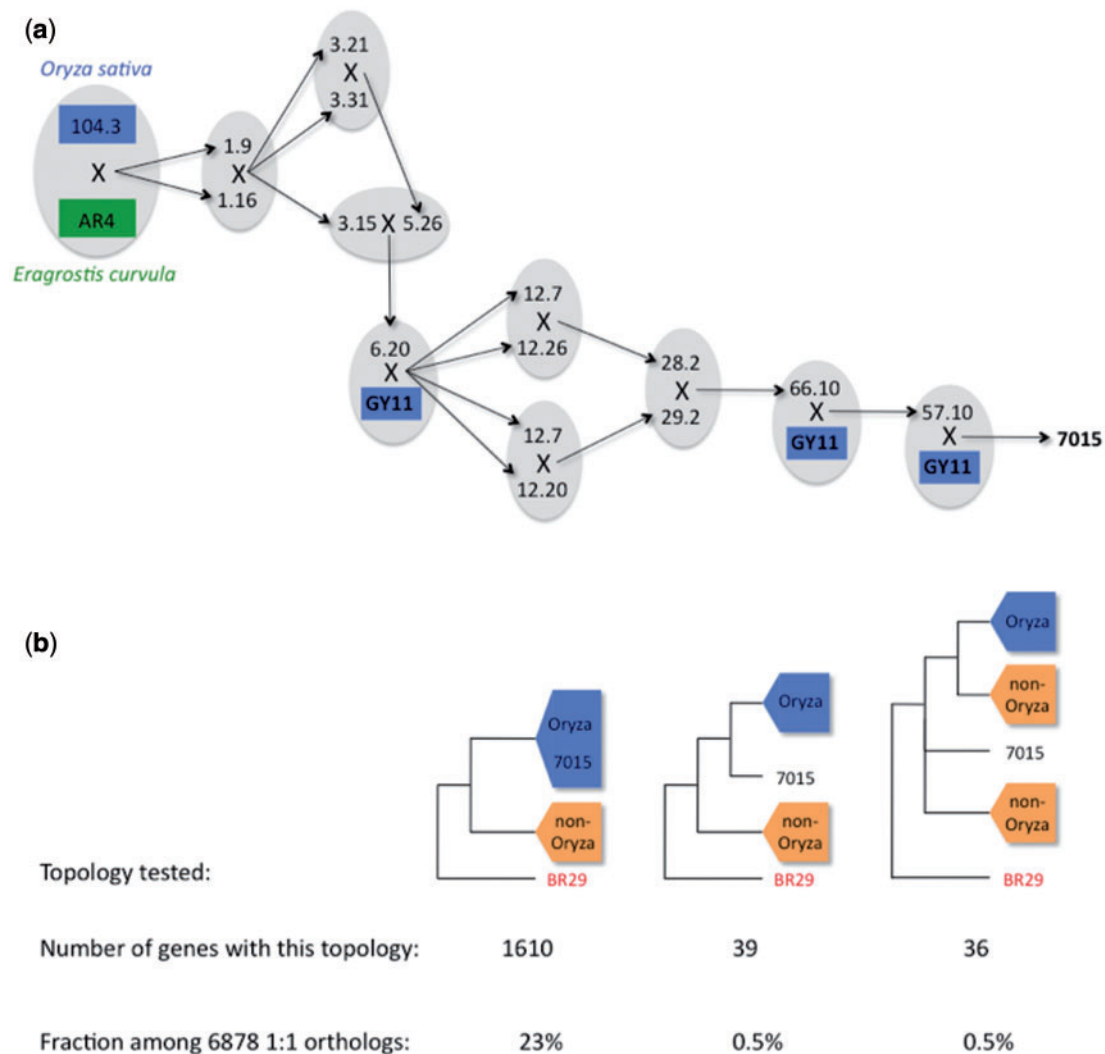 (a)
Oryza sativa
104.3
X
AR4
Eragrostis curvula
1.9
X
1.16
3.21
X
3.31
3.15 X 5.26
6.20
X
GY11
12.7
X
12.26
12.7
X
12.20
28.2
X
29.2
66.10
X
GY11
57.10
X
GY11
7015
(b)
Oryza
7015
non-
Oryza
BR29
Oryza
7015
non-
Oryza
BR29
Oryza
non-
Oryza
7015
non-
Oryza
BR29
Topology tested:
Number of genes with this topology: 1610 39 36
Fraction among 6878 1:1 orthologs: 23% 0.5% 0.5%